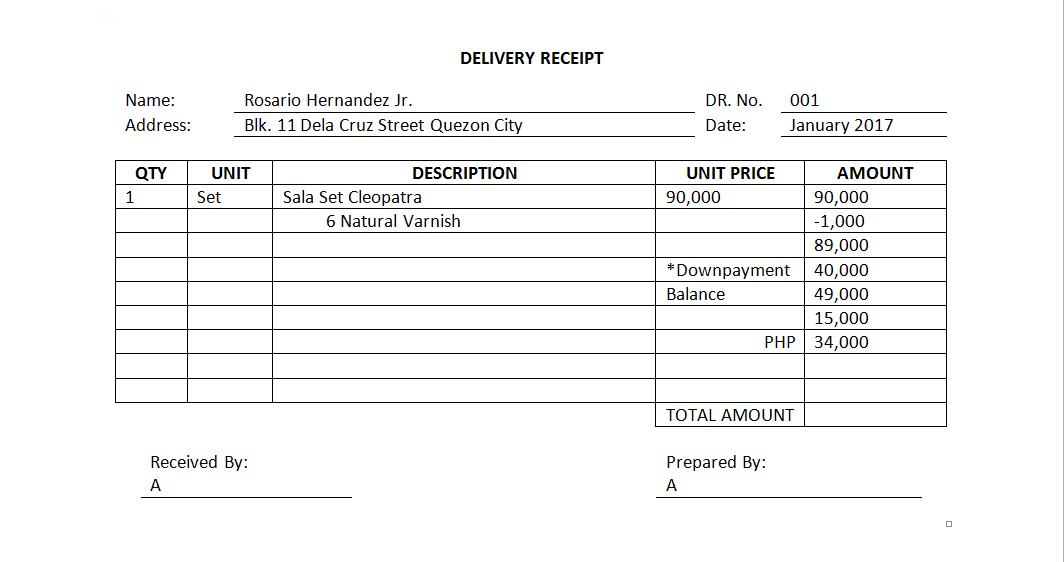 DELIVERY RECEIPT
Name: Rosario Hernandez Jr. DR. No. 001
Address: Blk. 11 Dela Cruz Street Quezon City Date: January 2017
QTY UNIT DESCRIPTION UNIT PRICE AMOUNT
1 Set Sala Set Cleopatra 90,000 90,000
6 Natural Varnish -1,000
89,000
*Downpayment 40,000
Balance 49,000
15,000
PHP 34,000
TOTAL AMOUNT
Received By: Prepared By:
A A